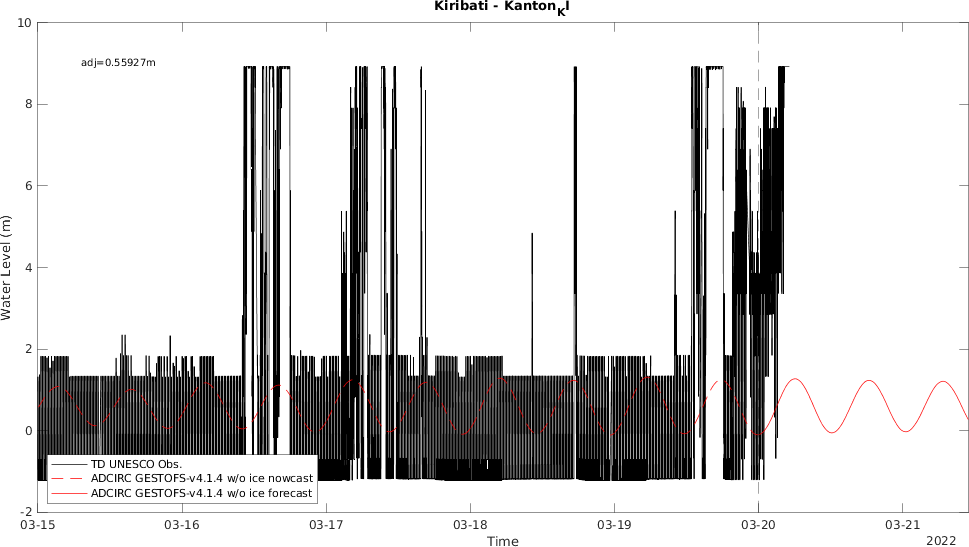 Kiribati - Kanton_KI
10
adj=0.55927m
8
6
4
2
0
-2
Water Level (m)
TD UNESCO Obs.
ADCIRC GESTOFS-v4.1.4 w/o ice nowcast
ADCIRC GESTOFS-v4.1.4 w/o ice forecast
03-15 03-16 03-17 03-18 03-19 03-20 03-21
Time
2022